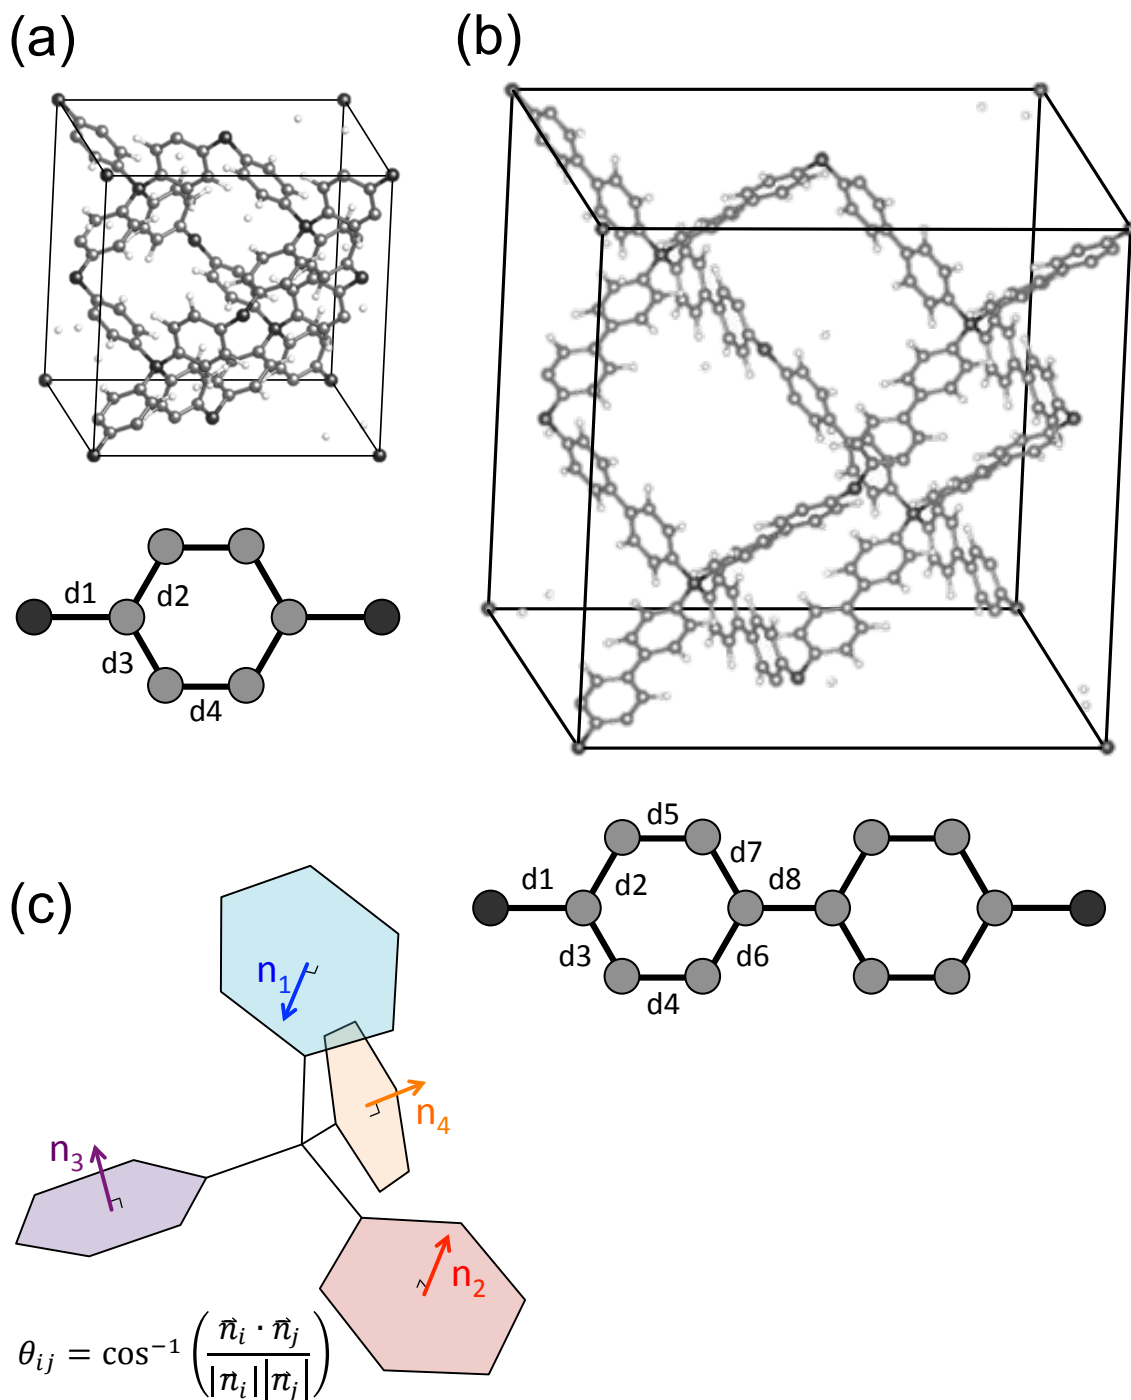 (a)
(b)
d1
d2
d3
d4
d5
d1
d2
d7
d8
d3
d6
d4
(c)
n₁
n₄
n₃
n₂
θᵢⱼ = cos⁻¹ ( n⃗ᵢ · n⃗ⱼ / |n⃗ᵢ| |n⃗ⱼ| )